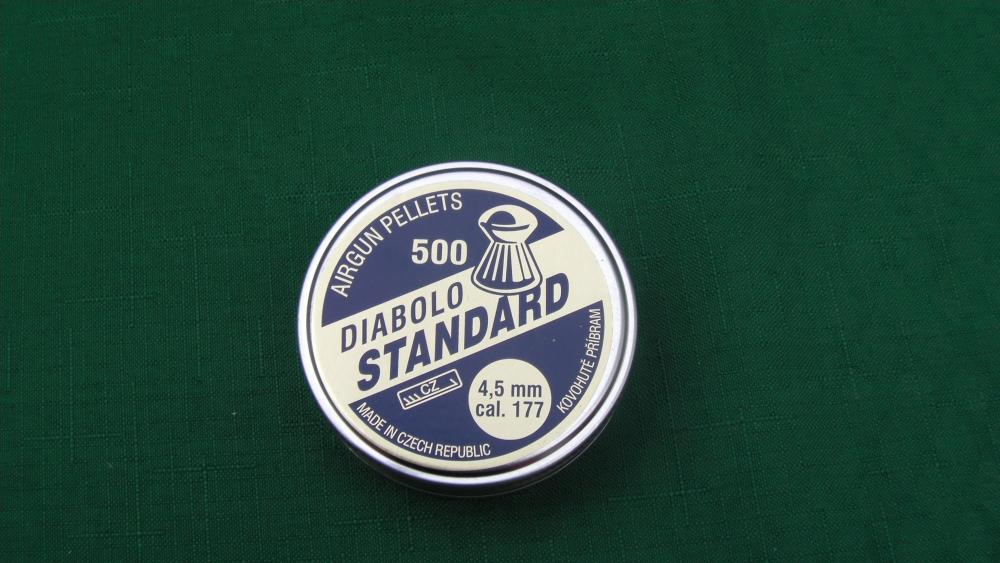 AIRGUN PELLETS
500
DIABOLO
STANDARD
CZ
4,5 mm
cal. 177
MADE IN CZECH REPUBLIC
KOVOHUTĚ PŘÍBRAM